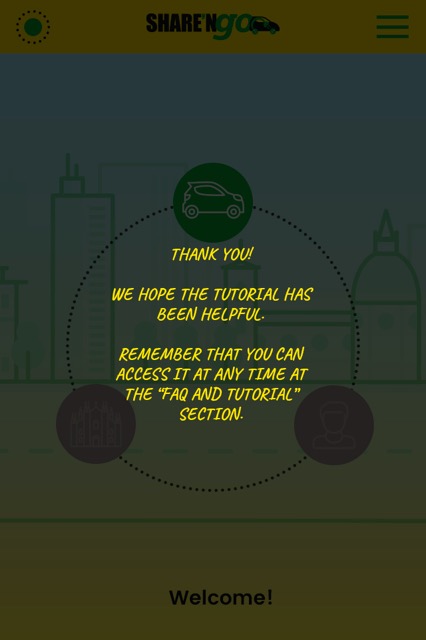 SHARE'N go
THANK YOU!
WE HOPE THE TUTORIAL HAS
BEEN HELPFUL.
REMEMBER THAT YOU CAN
ACCESS IT AT ANY TIME AT
THE “FAQ AND TUTORIAL”
SECTION.
Welcome!